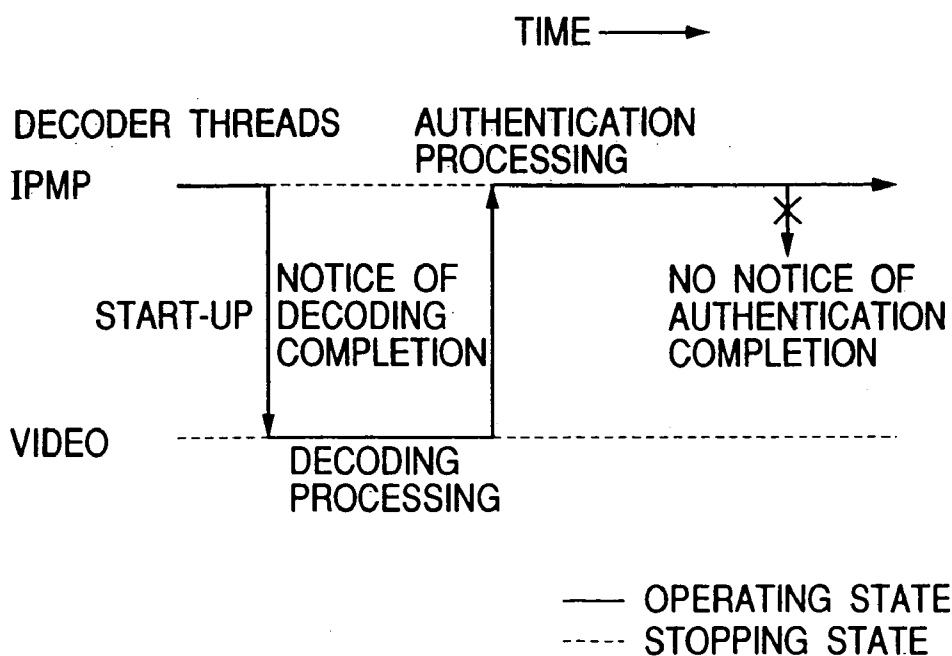 TIME
DECODER THREADS
AUTHENTICATION
PROCESSING
IPMP
START-UP
NOTICE OF
DECODING
COMPLETION
NO NOTICE OF
AUTHENTICATION
COMPLETION
VIDEO
DECODING
PROCESSING
OPERATING STATE
STOPPING STATE